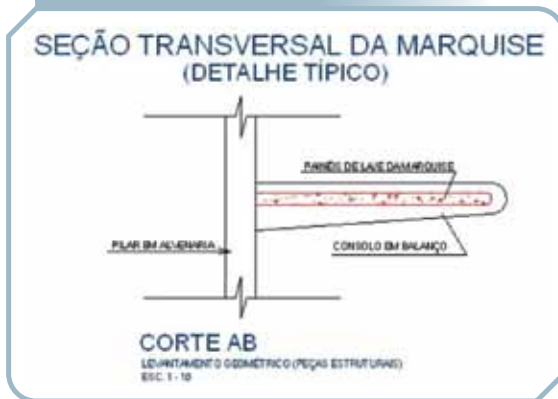 SEÇÃO TRANSVERSAL DA MARQUISE
(DETALHE TÍPICO)
PAINÉIS DE LAJE DA MARQUISE
PILAR EM ALVENARIA
CONSOLO EM BALANÇO
CORTE AB
LEVANTAMENTO GEOMÉTRICO (PEÇAS ESTRUTURAIS)
ESC. 1 - 10